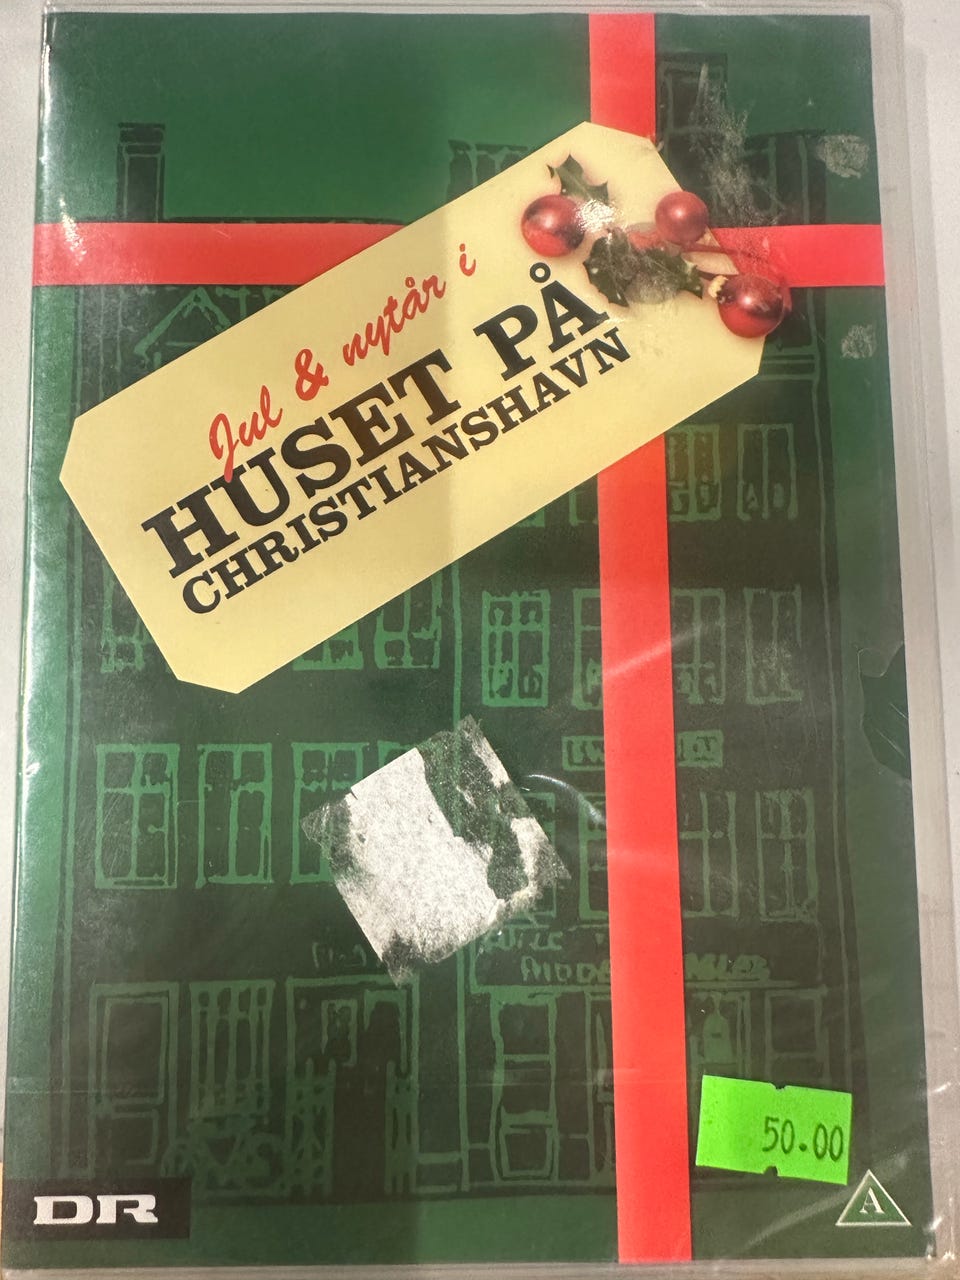 Jul & nytår i
HUSET PÅ
CHRISTIANSHAVN
50.00
DR
A